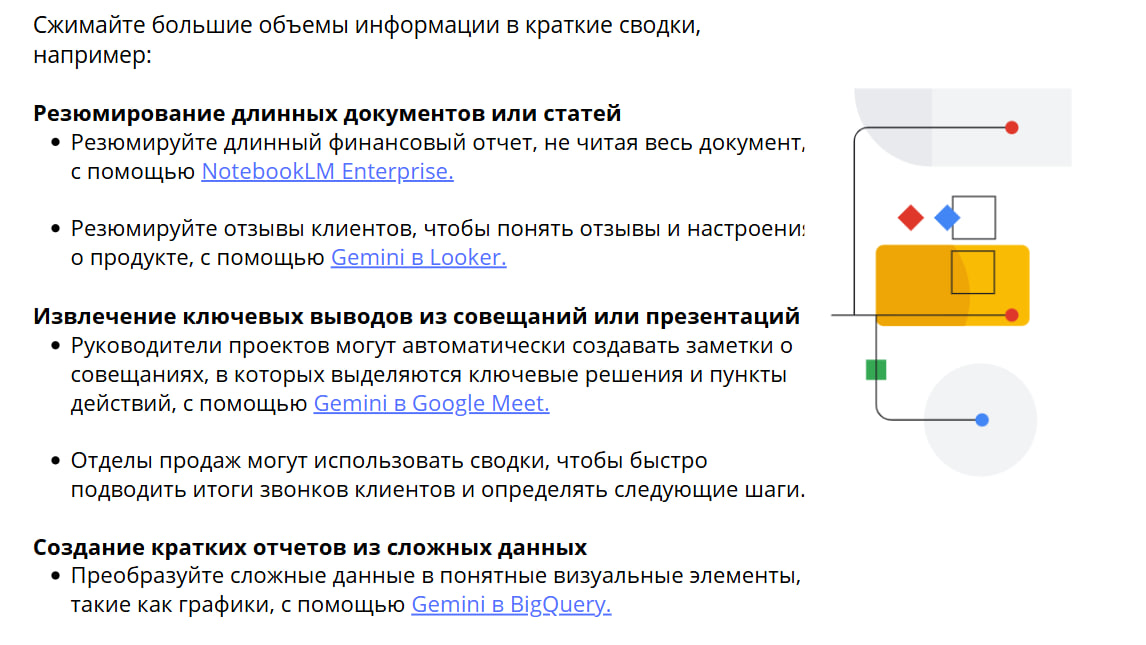 Сжимайте большие объемы информации в краткие сводки,
например:
Резюмирование длинных документов или статей
• Резюмируйте длинный финансовый отчет, не читая весь документ,
с помощью NotebookLM Enterprise.
• Резюмируйте отзывы клиентов, чтобы понять отзывы и настроения
о продукте, с помощью Gemini в Looker.
Извлечение ключевых выводов из совещаний или презентаций
• Руководители проектов могут автоматически создавать заметки о
совещаниях, в которых выделяются ключевые решения и пункты
действий, с помощью Gemini в Google Meet.
• Отделы продаж могут использовать сводки, чтобы быстро
подводить итоги звонков клиентов и определять следующие шаги.
Создание кратких отчетов из сложных данных
• Преобразуйте сложные данные в понятные визуальные элементы,
такие как графики, с помощью Gemini в BigQuery.